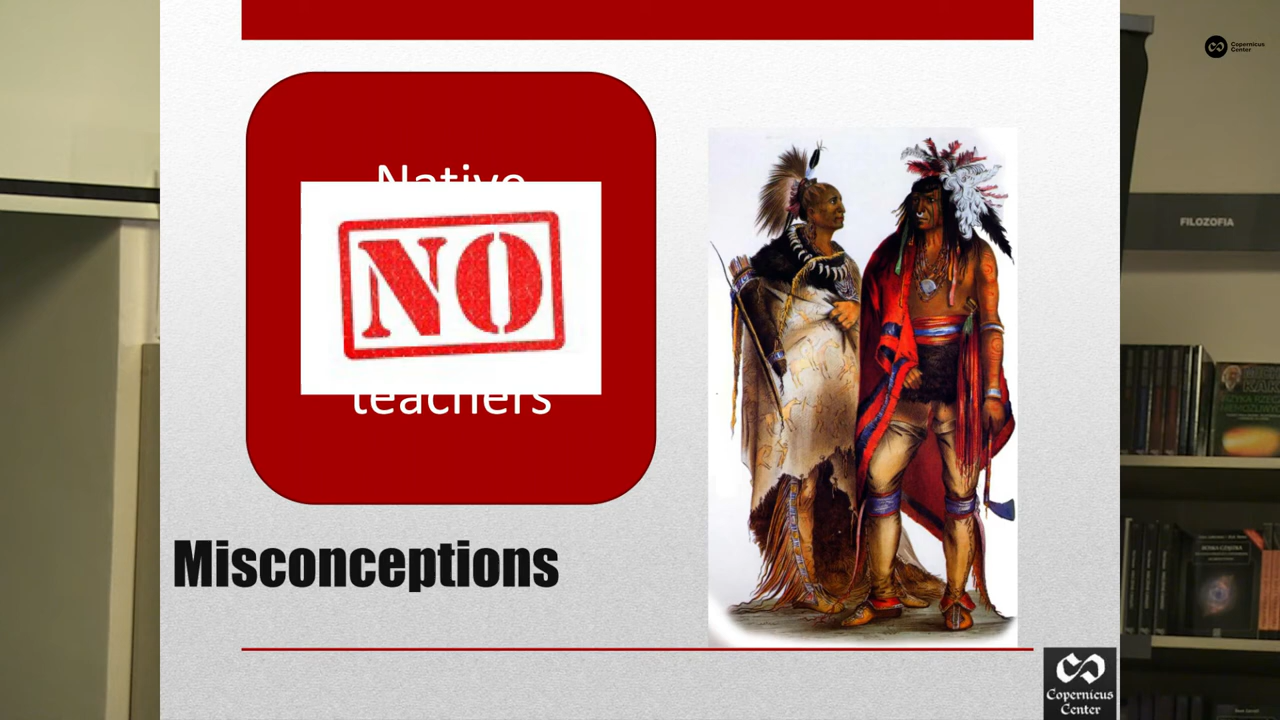 Copernicus
Center
Native
NO
teachers
FILOZOFIA
Misconceptions
Copernicus
Center